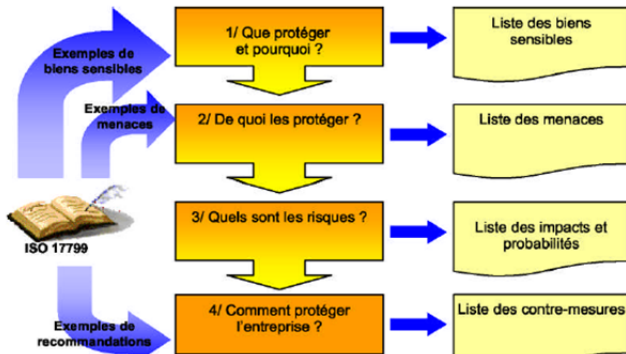 1/ Que protéger
et pourquoi ?
Liste des biens
sensibles
Exemples de
biens sensibles
Exemples de
menaces
2/ De quoi les protéger ?
Liste des menaces
3/ Quels sont les risques ?
Liste des impacts et
probabilités
ISO 17799
4/ Comment protéger
l'entreprise ?
Liste des contre-mesures
Exemples de
recommandations